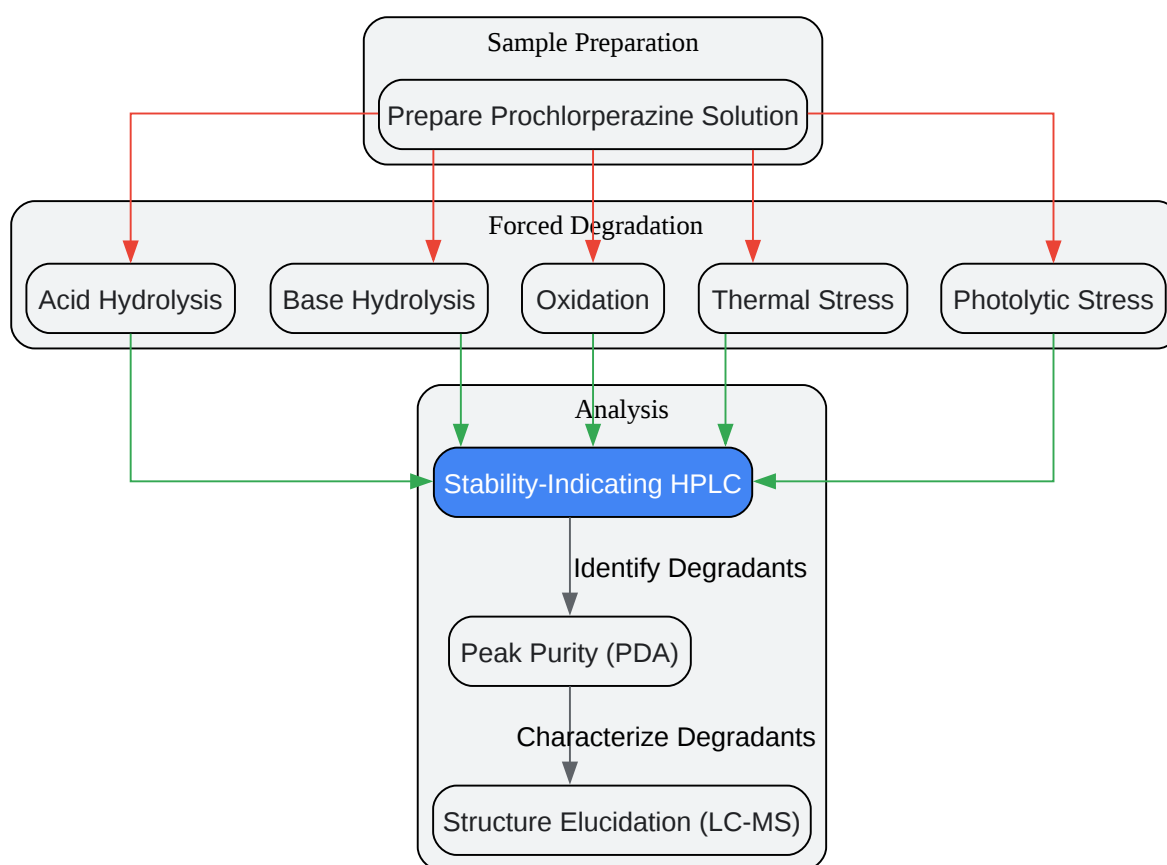 Sample Preparation
Prepare Prochlorperazine Solution
Forced Degradation
Acid Hydrolysis
Base Hydrolysis
Oxidation
Thermal Stress
Photolytic Stress
Analysis
Stability-Indicating HPLC
Identify Degradants
Peak Purity (PDA)
Characterize Degradants
Structure Elucidation (LC-MS)